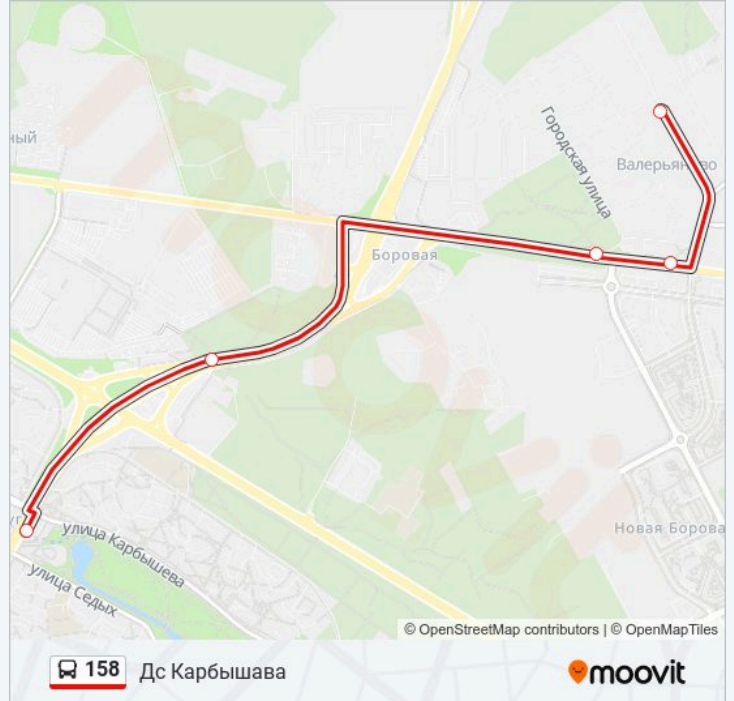 ный
Городская улица
Валерьяново
Боровая
улица Карбышева
улица Седых
Новая Борова
© OpenStreetMap contributors | © OpenMapTiles
158 Дс Карбышава
moovit